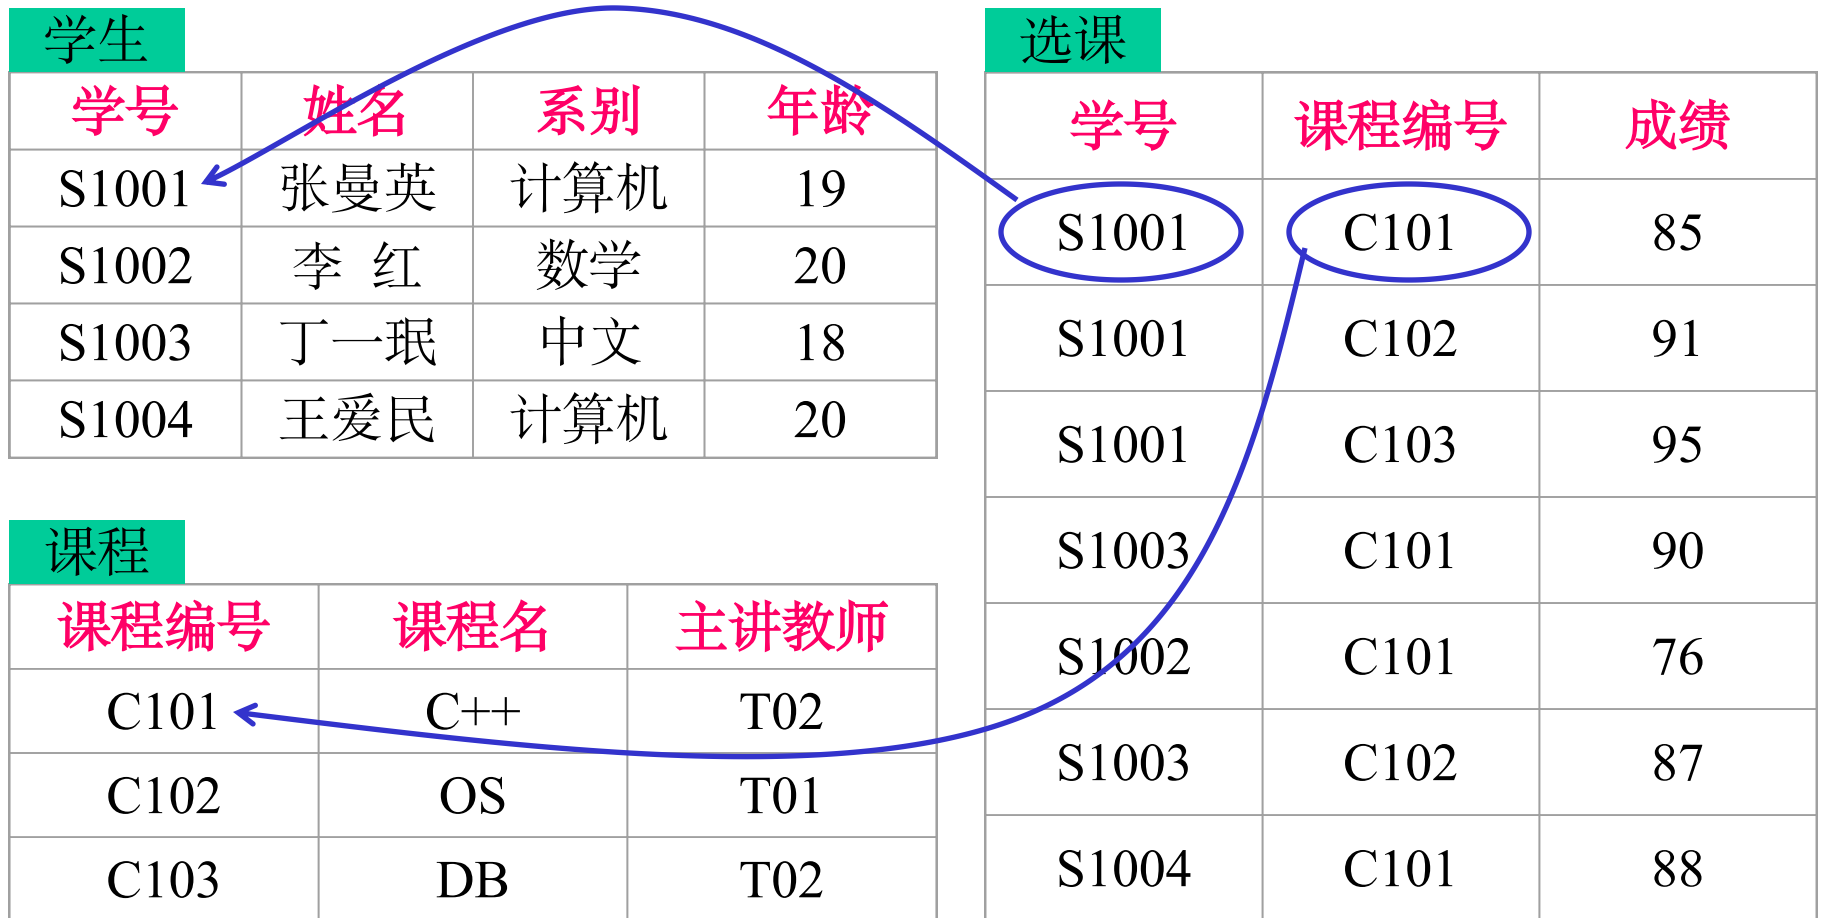 学生
学号 姓名 系别 年龄
S1001 张曼英 计算机 19
S1002 李 红 数学 20
S1003 丁一珉 中文 18
S1004 王爱民 计算机 20
课程
课程编号 课程名 主讲教师
C101 C++ T02
C102 OS T01
C103 DB T02
选课
学号 课程编号 成绩
S1001 C101 85
S1001 C102 91
S1001 C103 95
S1003 C101 90
S1002 C101 76
S1003 C102 87
S1004 C101 88